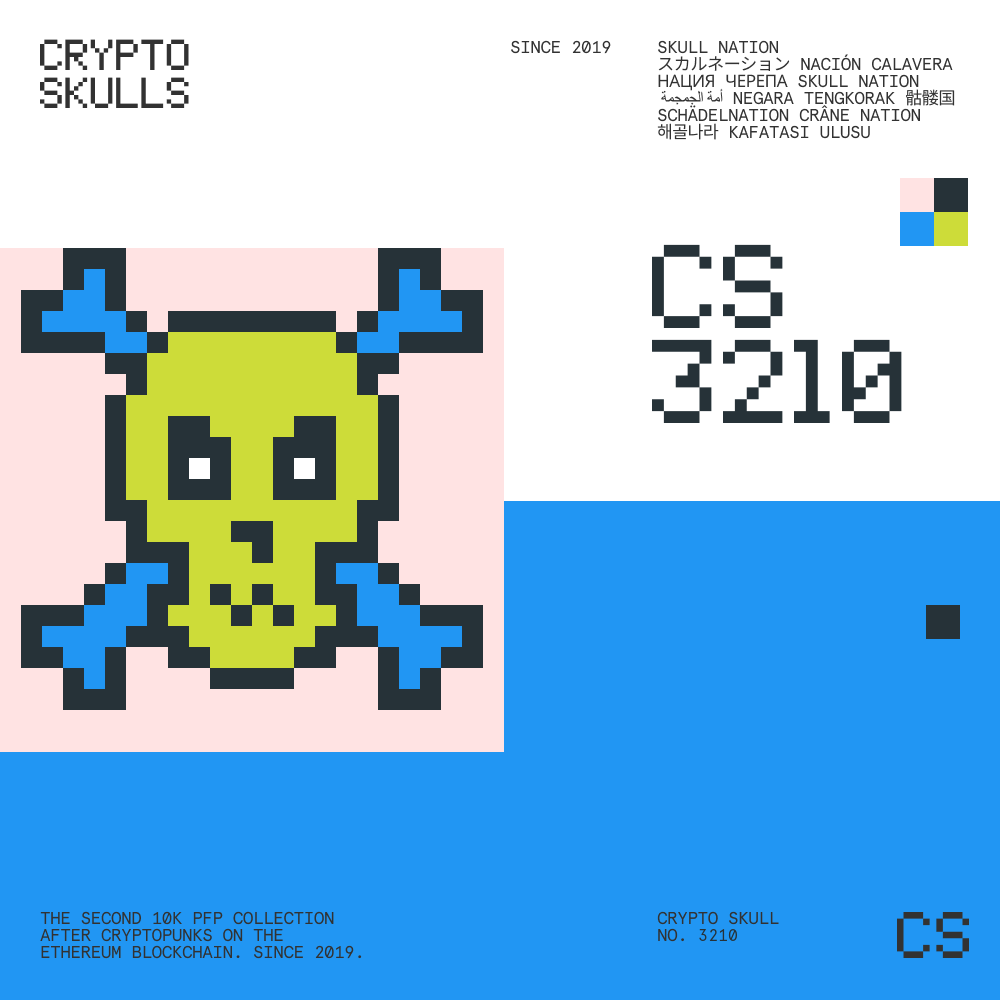 CRYPTO
SKULLS
SINCE 2019
SKULL NATION
スカルネーション NACIÓN CALAVERA
НАЦИЯ ЧЕРЕПА SKULL NATION
أمة الجمجمة NEGARA TENGKORAK 骷髅国
SCHÄDELNATION CRÂNE NATION
해골나라 KAFATASI ULUSU
CS
3210
THE SECOND 10K PFP COLLECTION
AFTER CRYPTOPUNKS ON THE
ETHEREUM BLOCKCHAIN. SINCE 2019.
CRYPTO SKULL
NO. 3210
CS